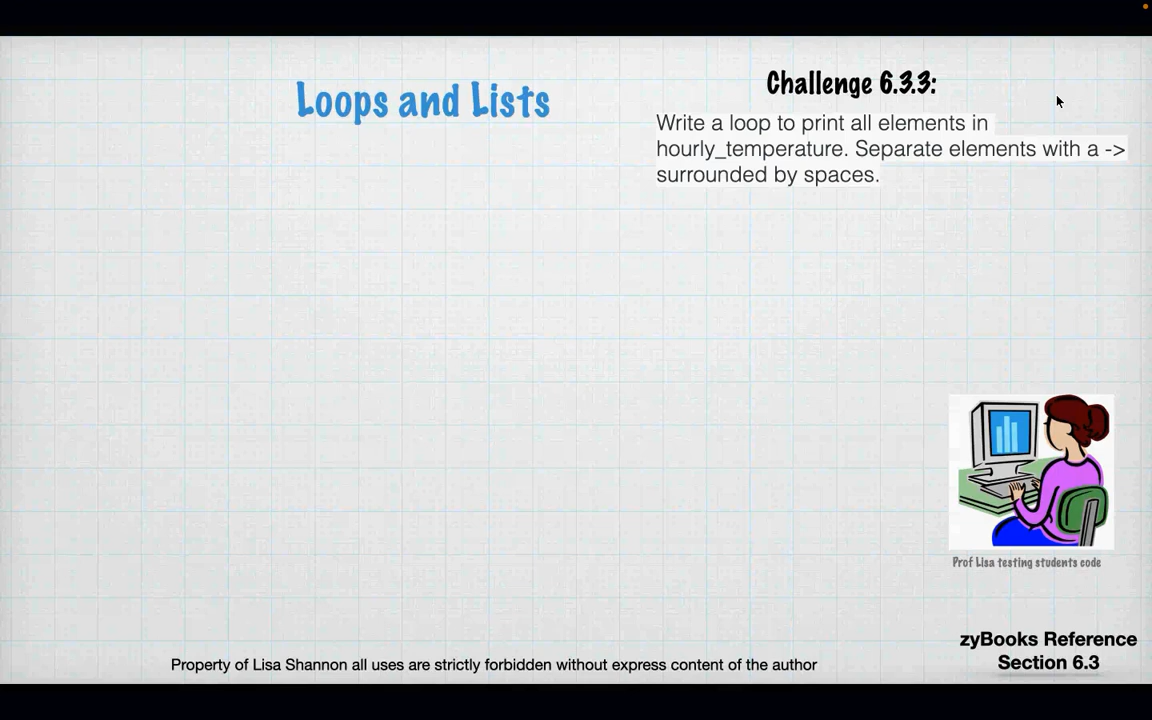 Loops and Lists
Challenge 6.3.3:
Write a loop to print all elements in
hourly_temperature. Separate elements with a ->
surrounded by spaces.
Prof Lisa testing students code
zyBooks Reference
Section 6.3
Property of Lisa Shannon all uses are strictly forbidden without express content of the author